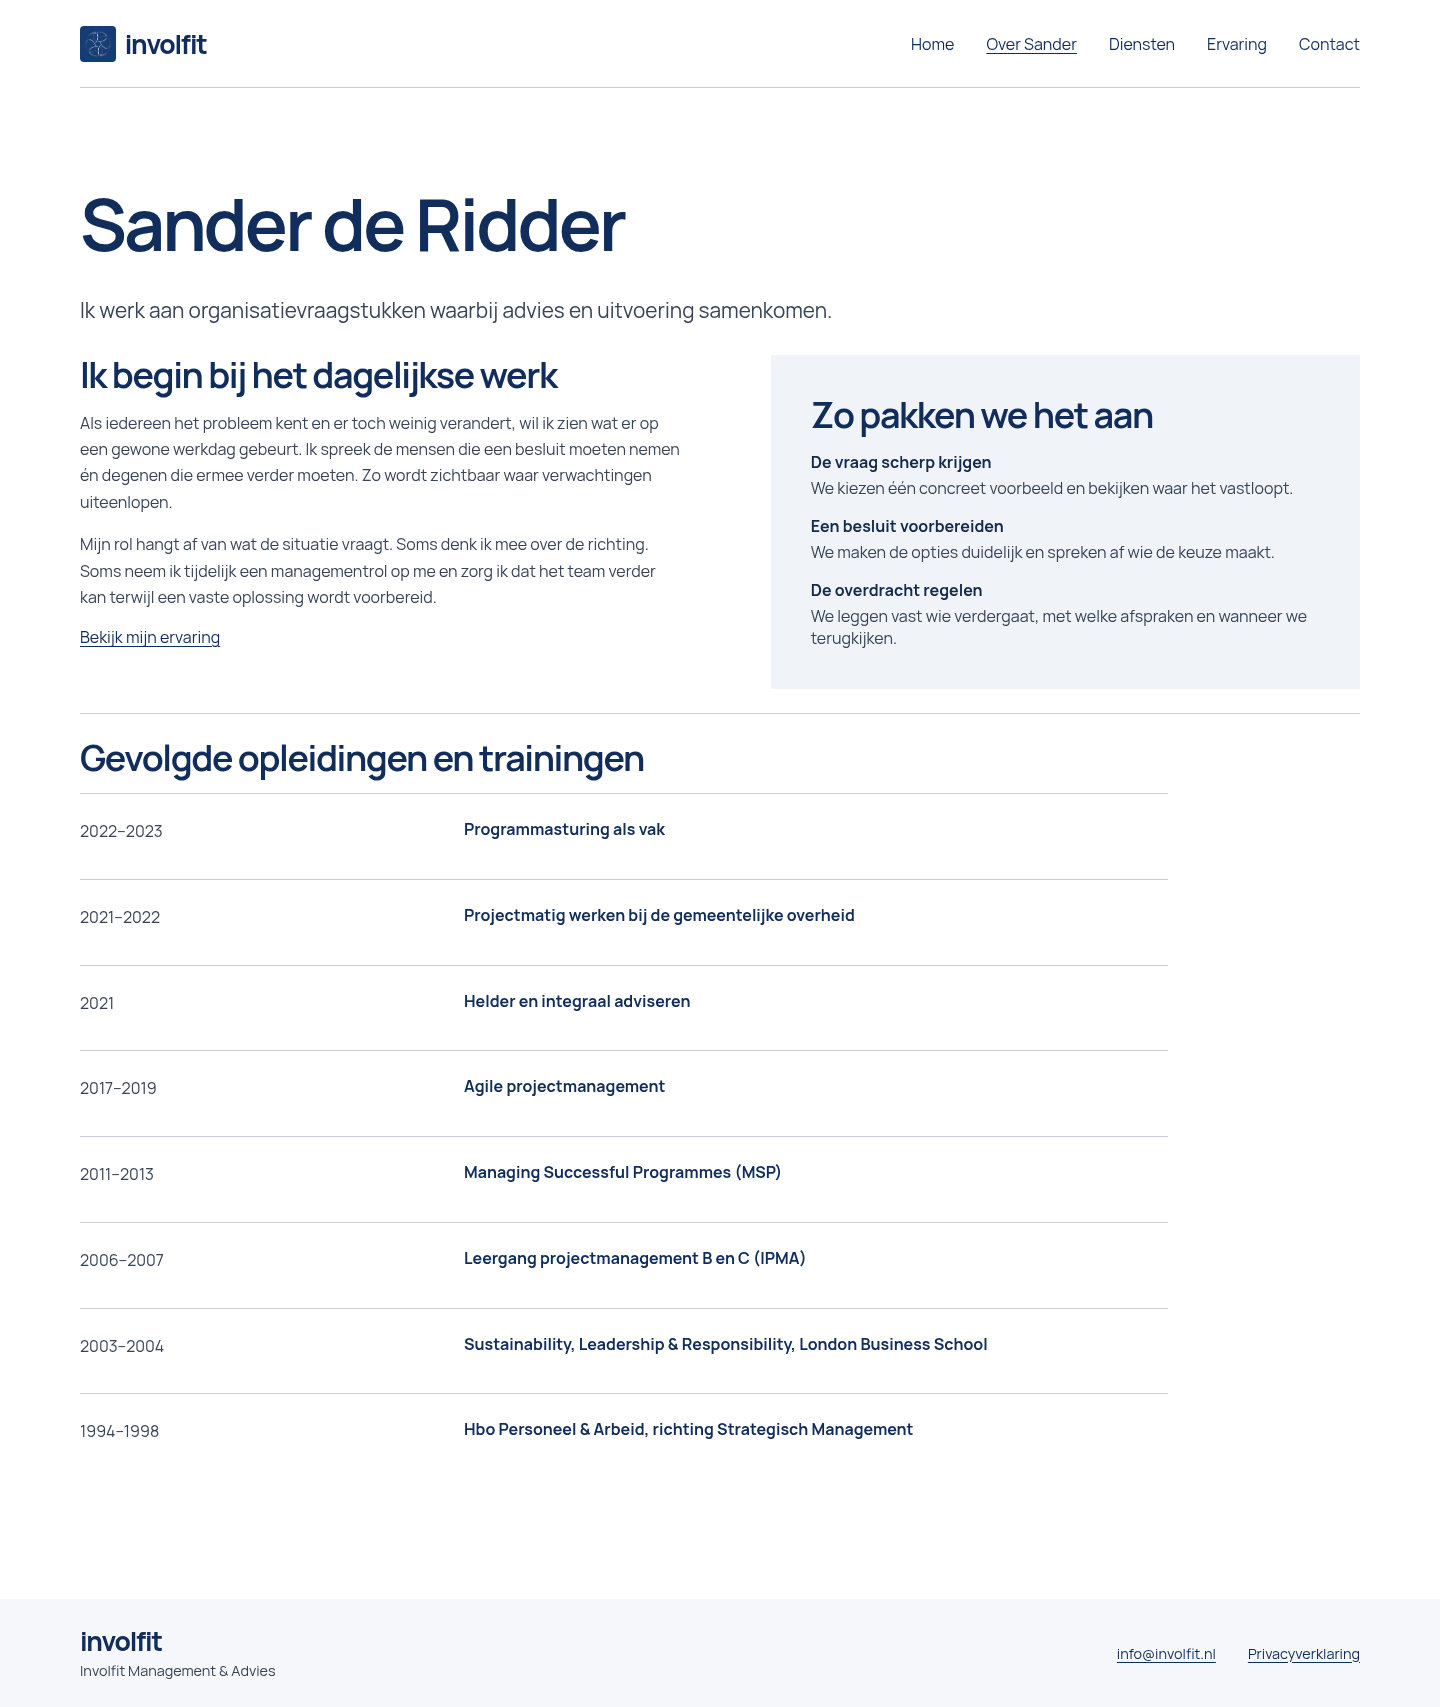 involfit
Home Over Sander Diensten Ervaring Contact
Sander de Ridder
Ik werk aan organisatievraagstukken waarbij advies en uitvoering samenkomen.
Ik begin bij het dagelijkse werk
Als iedereen het probleem kent en er toch weinig verandert, wil ik zien wat er op
een gewone werkdag gebeurt. Ik spreek de mensen die een besluit moeten nemen
én degenen die ermee verder moeten. Zo wordt zichtbaar waar verwachtingen
uiteenlopen.
Mijn rol hangt af van wat de situatie vraagt. Soms denk ik mee over de richting.
Soms neem ik tijdelijk een managementrol op me en zorg ik dat het team verder
kan terwijl een vaste oplossing wordt voorbereid.
Bekijk mijn ervaring
Zo pakken we het aan
De vraag scherp krijgen
We kiezen één concreet voorbeeld en bekijken waar het vastloopt.
Een besluit voorbereiden
We maken de opties duidelijk en spreken af wie de keuze maakt.
De overdracht regelen
We leggen vast wie verdergaat, met welke afspraken en wanneer we
terugkijken.
Gevolgde opleidingen en trainingen
2022–2023 Programmasturing als vak
2021–2022 Projectmatig werken bij de gemeentelijke overheid
2021 Helder en integraal adviseren
2017–2019 Agile projectmanagement
2011–2013 Managing Successful Programmes (MSP)
2006–2007 Leergang projectmanagement B en C (IPMA)
2003–2004 Sustainability, Leadership & Responsibility, London Business School
1994–1998 Hbo Personeel & Arbeid, richting Strategisch Management
involfit
Involfit Management & Advies
info@involfit.nl Privacyverklaring